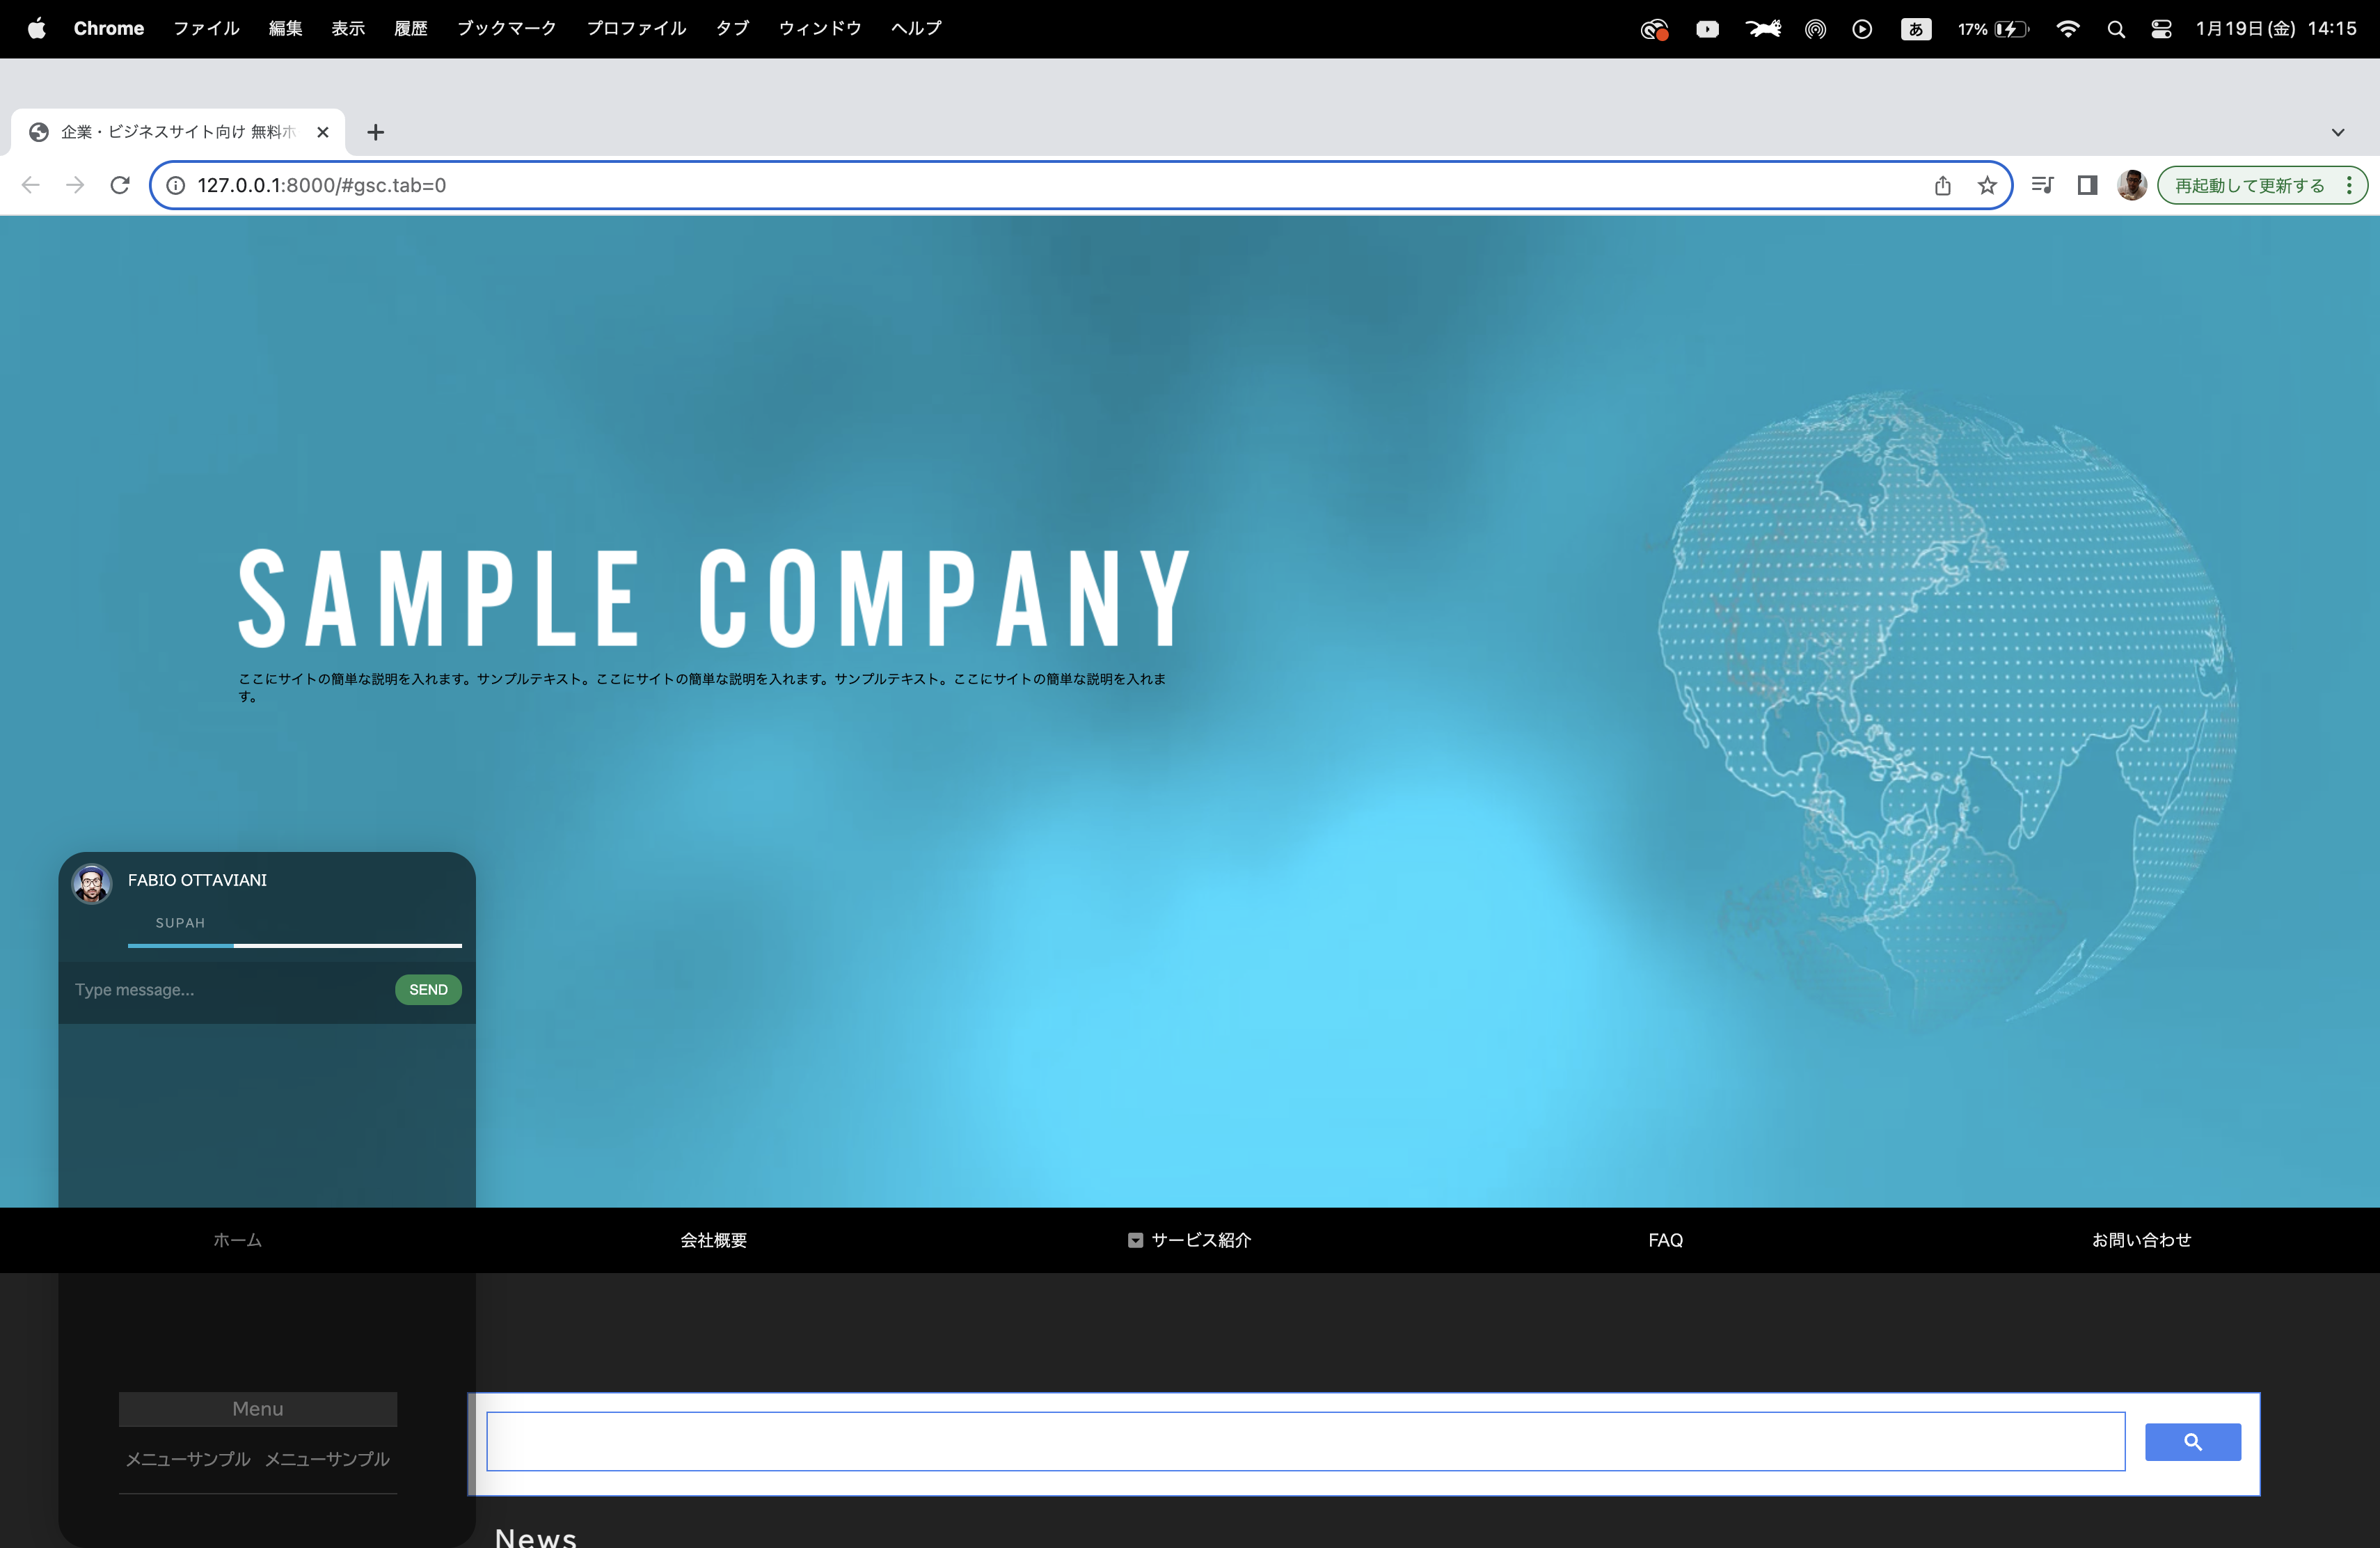 Chrome ファイル 編集 表示 履歴 ブックマーク プロファイル タブ ウィンドウ ヘルプ あ 17% 1月19日(金) 14:15
企業・ビジネスサイト向け 無料ホ
127.0.0.1:8000/#gsc.tab=0 再起動して更新する
SAMPLE COMPANY
ここにサイトの簡単な説明を入れます。サンプルテキスト。ここにサイトの簡単な説明を入れます。サンプルテキスト。ここにサイトの簡単な説明を入れま
す。
FABIO OTTAVIANI
SUPAH
Type message... SEND
ホーム 会社概要 サービス紹介 FAQ お問い合わせ
Menu
メニューサンプル メニューサンプル
News